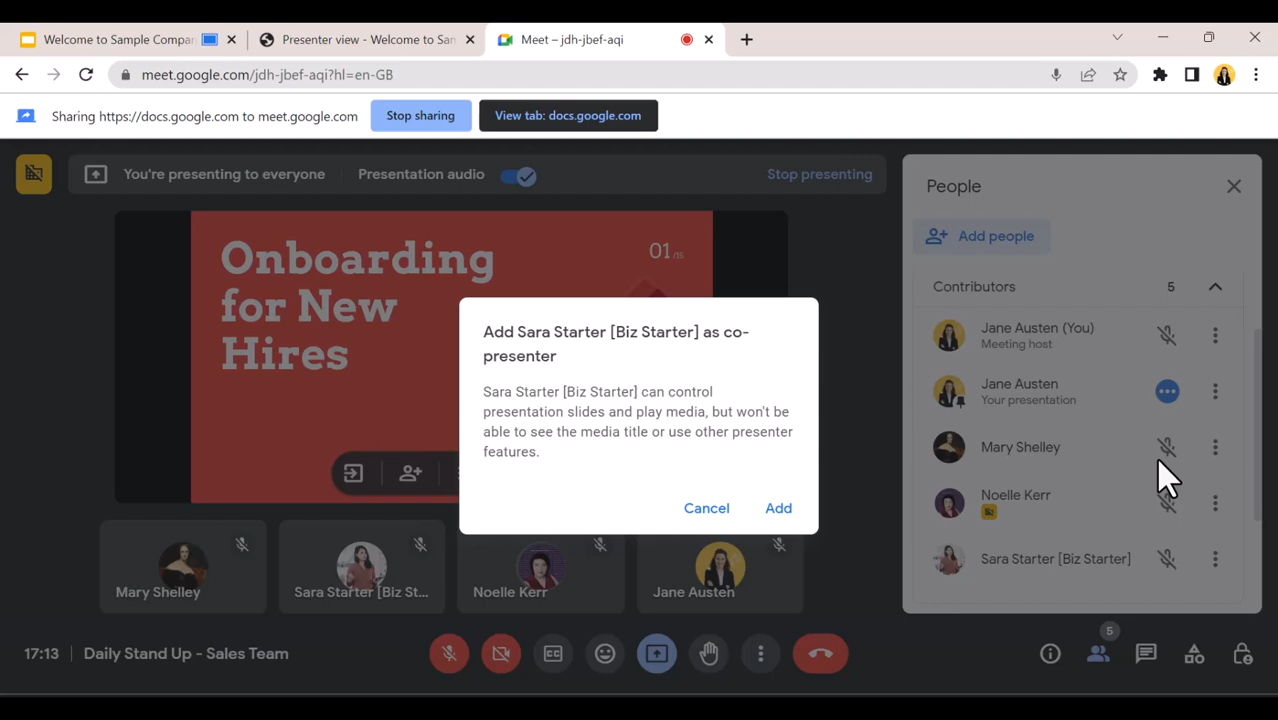 Welcome to Sample Compan
Presenter view - Welcome to San
Meet – jdh-jbef-aqi
meet.google.com/jdh-jbef-aqi?hl=en-GB
Sharing https://docs.google.com to meet.google.com
Stop sharing
View tab: docs.google.com
You're presenting to everyone
Presentation audio
Stop presenting
Onboarding
for New
Hires
01/15
Add Sara Starter [Biz Starter] as co-
presenter
Sara Starter [Biz Starter] can control
presentation slides and play media, but won't be
able to see the media title or use other presenter
features.
Cancel
Add
People
Add people
Contributors
5
Jane Austen (You)
Meeting host
Jane Austen
Your presentation
Mary Shelley
Noelle Kerr
Sara Starter [Biz Starter]
Mary Shelley
Sara Starter [Biz St...
Noelle Kerr
Jane Austen
17:13
Daily Stand Up - Sales Team
5